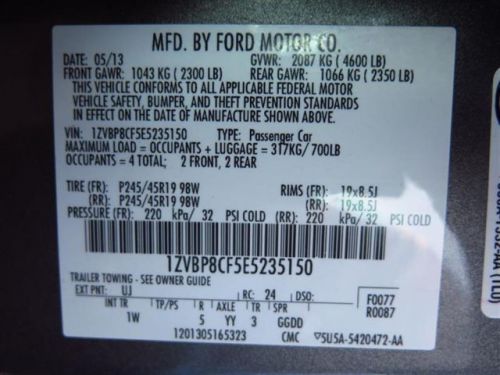 MFD. BY FORD MOTOR CO.
DATE: 05/13 GVWR: 2087 KG ( 4600 LB)
FRONT GAWR: 1043 KG ( 2300 LB) REAR GAWR: 1066 KG ( 2350 LB)
THIS VEHICLE CONFORMS TO ALL APPLICABLE FEDERAL MOTOR
VEHICLE SAFETY, BUMPER, AND THEFT PREVENTION STANDARDS
IN EFFECT ON THE DATE OF MANUFACTURE SHOWN ABOVE.
VIN: 1ZVBP8CF5E5235150 TYPE: Passenger Car
MAXIMUM LOAD = OCCUPANTS + LUGGAGE = 317KG/ 700LB
OCCUPANTS = 4 TOTAL; 2 FRONT, 2 REAR
TIRE (FR): P245/45R19 98W RIMS (FR): 19x8.5J
(RR): P245/45R19 98W (RR): 19x8.5J
PRESSURE (FR): 220 kPa/ 32 PSI COLD (RR): 220 kPa/ 32 PSI COLD
1ZVBP8CF5E5235150
TRAILER TOWING - SEE OWNER GUIDE
EXT PNT: UJ RC: 24 DSO: F0077
INT TR TP/PS R AXLE TR SPR R0087
1W 5 YY 3 GGDD
1201305165323 CMC 5U5A-5420472-AA